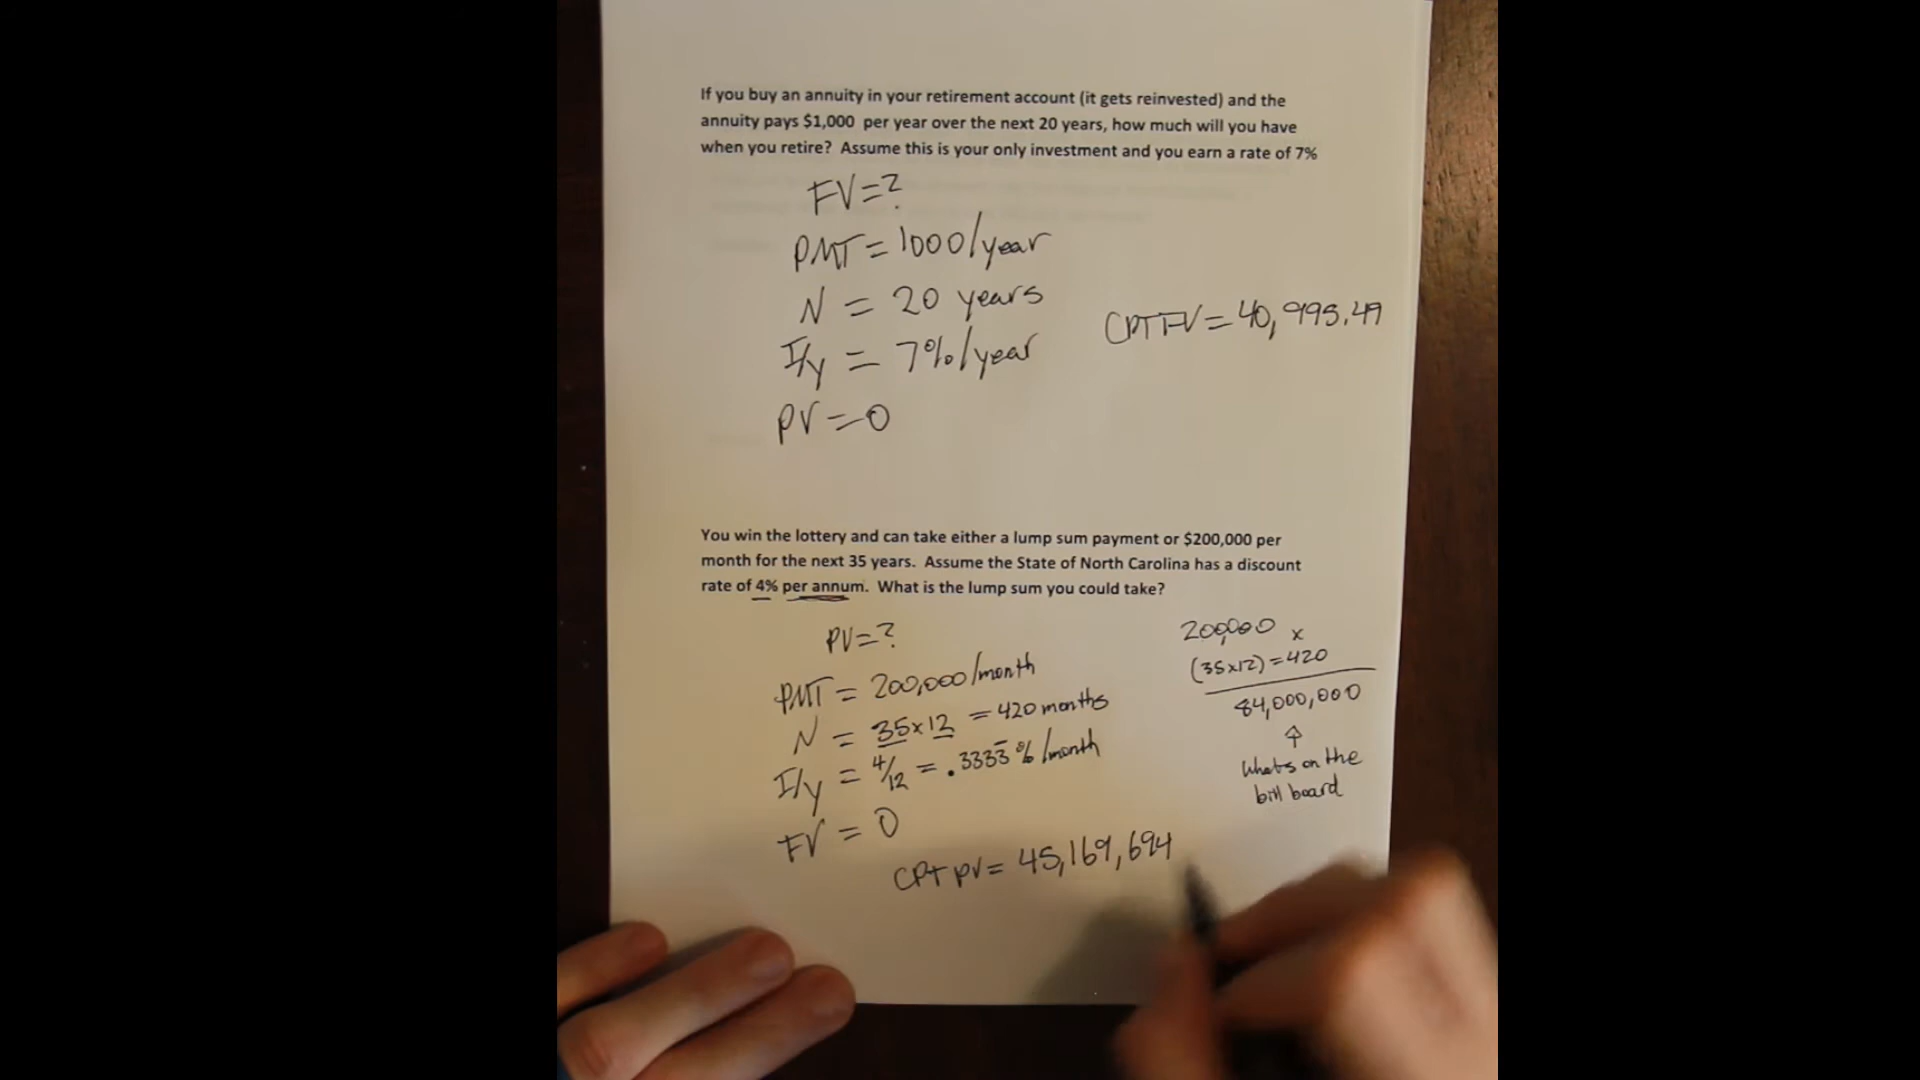 If you buy an annuity in your retirement account (it gets reinvested) and the
annuity pays $1,000 per year over the next 20 years, how much will you have
when you retire? Assume this is your only investment and you earn a rate of 7%
FV=?
PMT = 1000/year
N = 20 years
I/y = 7%/year
PV=0
CPT FV = 40,995.49
You win the lottery and can take either a lump sum payment or $200,000 per
month for the next 35 years. Assume the State of North Carolina has a discount
rate of 4% per annum. What is the lump sum you could take?
PV=?
PMT = 200,000/month
N = 35x12 = 420 months
I/y = 4/12 = .3333% /month
FV = 0
CPT PV= 45,169,694
200,000 x
(35x12)=420
84,000,000
whats on the
bill board